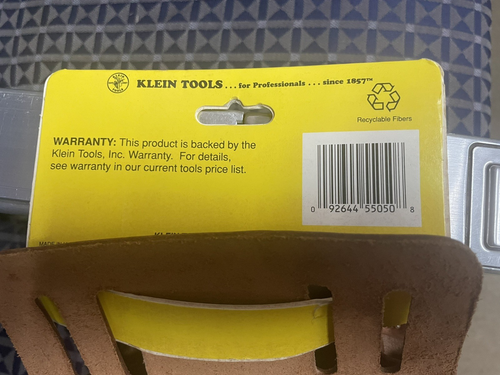 KLEIN TOOLS ... for Professionals ... since 1857™
Recyclable Fibers
WARRANTY: This product is backed by the
Klein Tools, Inc. Warranty. For details,
see warranty in our current tools price list.
0 92644 55050 8